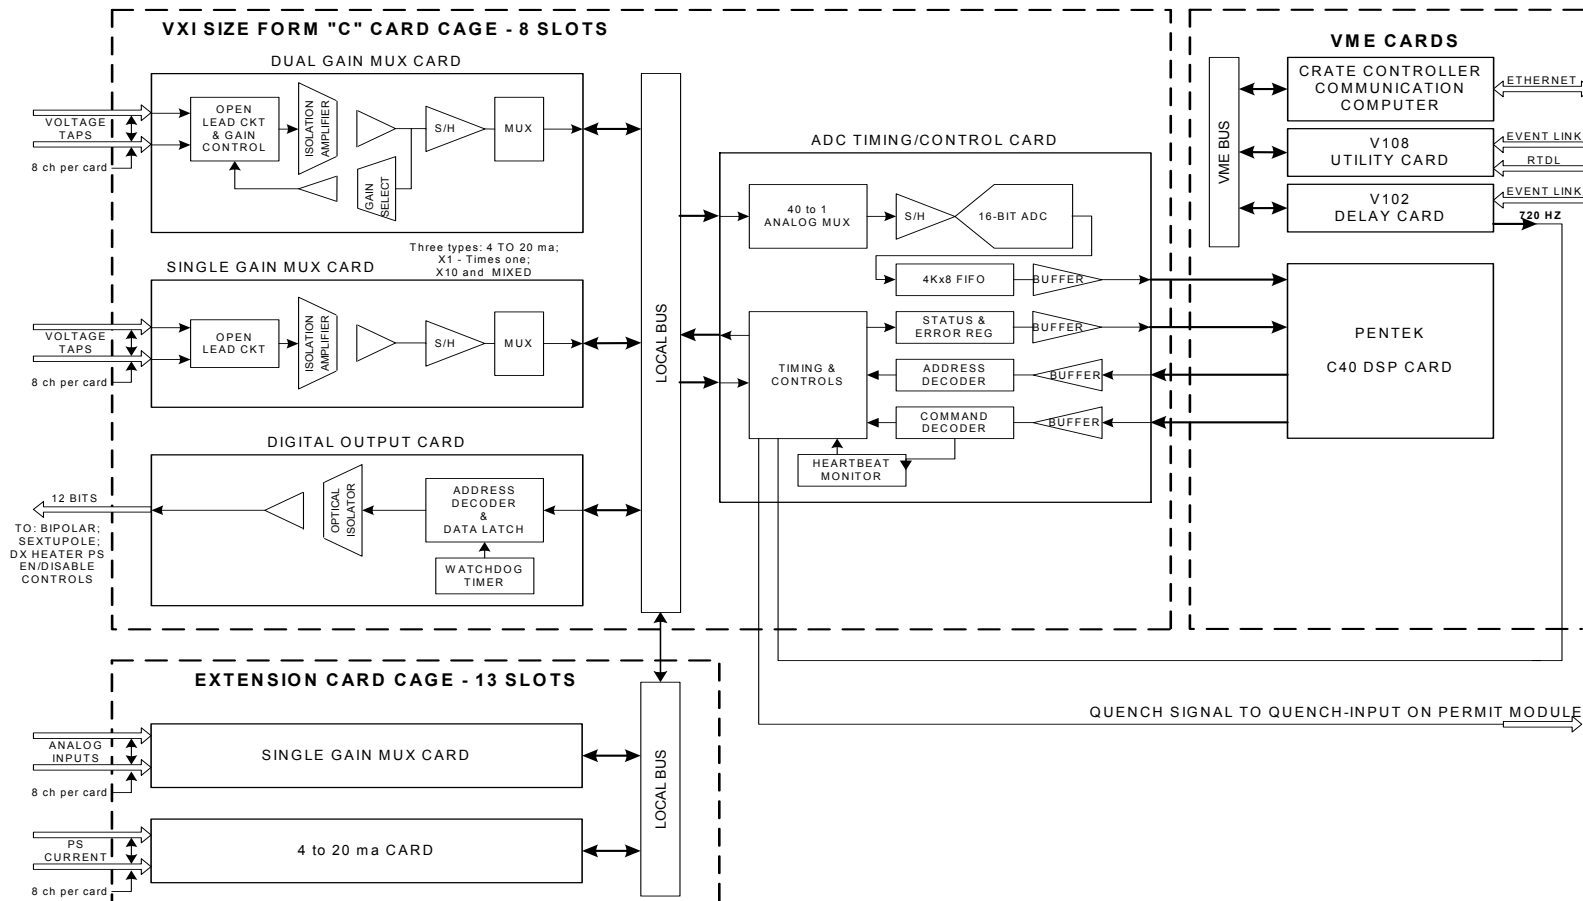 VXI SIZE FORM "C" CARD CAGE - 8 SLOTS
DUAL GAIN MUX CARD
VOLTAGE
TAPS
8 ch per card
OPEN
LEAD CKT
& GAIN
CONTROL
ISOLATION
AMPLIFIER
GAIN
SELECT
S/H
MUX
Three types: 4 TO 20 ma;
X1 - Times one;
X10 and MIXED
SINGLE GAIN MUX CARD
VOLTAGE
TAPS
8 ch per card
OPEN
LEAD CKT
ISOLATION
AMPLIFIER
S/H
MUX
DIGITAL OUTPUT CARD
12 BITS
TO: BIPOLAR;
SEXTUPOLE;
DX HEATER PS
EN/DISABLE
CONTROLS
OPTICAL
ISOLATOR
ADDRESS
DECODER
&
DATA LATCH
WATCHDOG
TIMER
LOCAL BUS
ADC TIMING/CONTROL CARD
40 to 1
ANALOG MUX
S/H
16-BIT ADC
4Kx8 FIFO
BUFFER
TIMING &
CONTROLS
STATUS &
ERROR REG
BUFFER
ADDRESS
DECODER
BUFFER
COMMAND
DECODER
BUFFER
HEARTBEAT
MONITOR
VME CARDS
VME BUS
CRATE CONTROLLER
COMMUNICATION
COMPUTER
ETHERNET
V108
UTILITY CARD
EVENT LINK
RTDL
V102
DELAY CARD
EVENT LINK
720 HZ
PENTEK
C40 DSP CARD
QUENCH SIGNAL TO QUENCH-INPUT ON PERMIT MODULE
EXTENSION CARD CAGE - 13 SLOTS
ANALOG
INPUTS
8 ch per card
SINGLE GAIN MUX CARD
PS
CURRENT
8 ch per card
4 to 20 ma CARD
LOCAL BUS